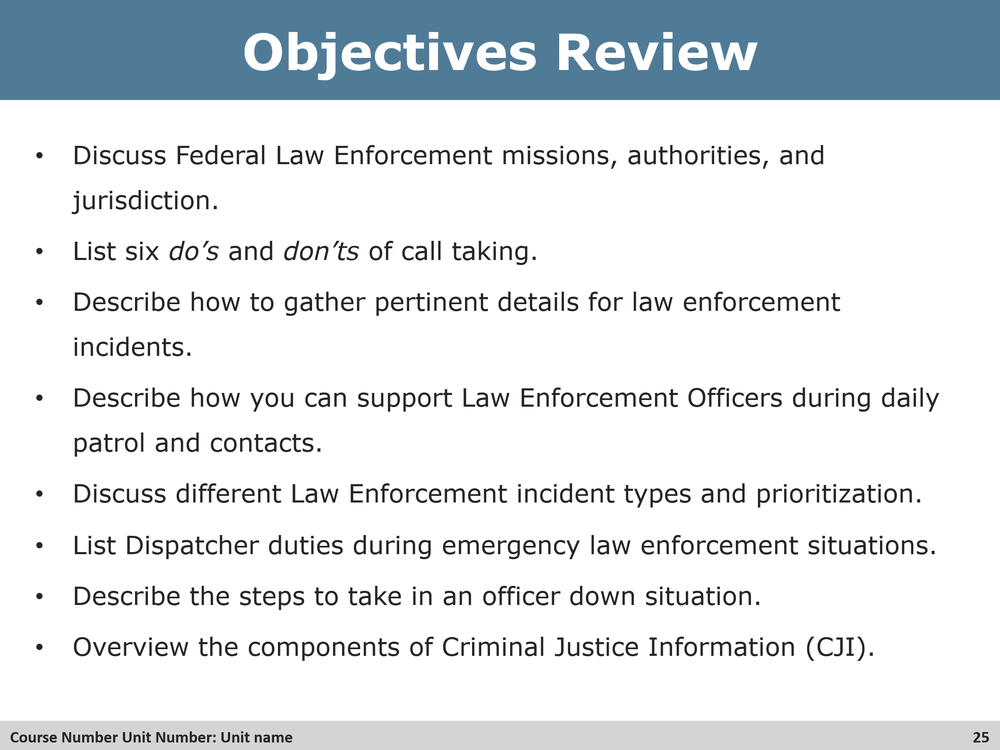 Objectives Review
• Discuss Federal Law Enforcement missions, authorities, and
jurisdiction.
• List six do’s and don’ts of call taking.
• Describe how to gather pertinent details for law enforcement
incidents.
• Describe how you can support Law Enforcement Officers during daily
patrol and contacts.
• Discuss different Law Enforcement incident types and prioritization.
• List Dispatcher duties during emergency law enforcement situations.
• Describe the steps to take in an officer down situation.
• Overview the components of Criminal Justice Information (CJI).
Course Number Unit Number: Unit name 25